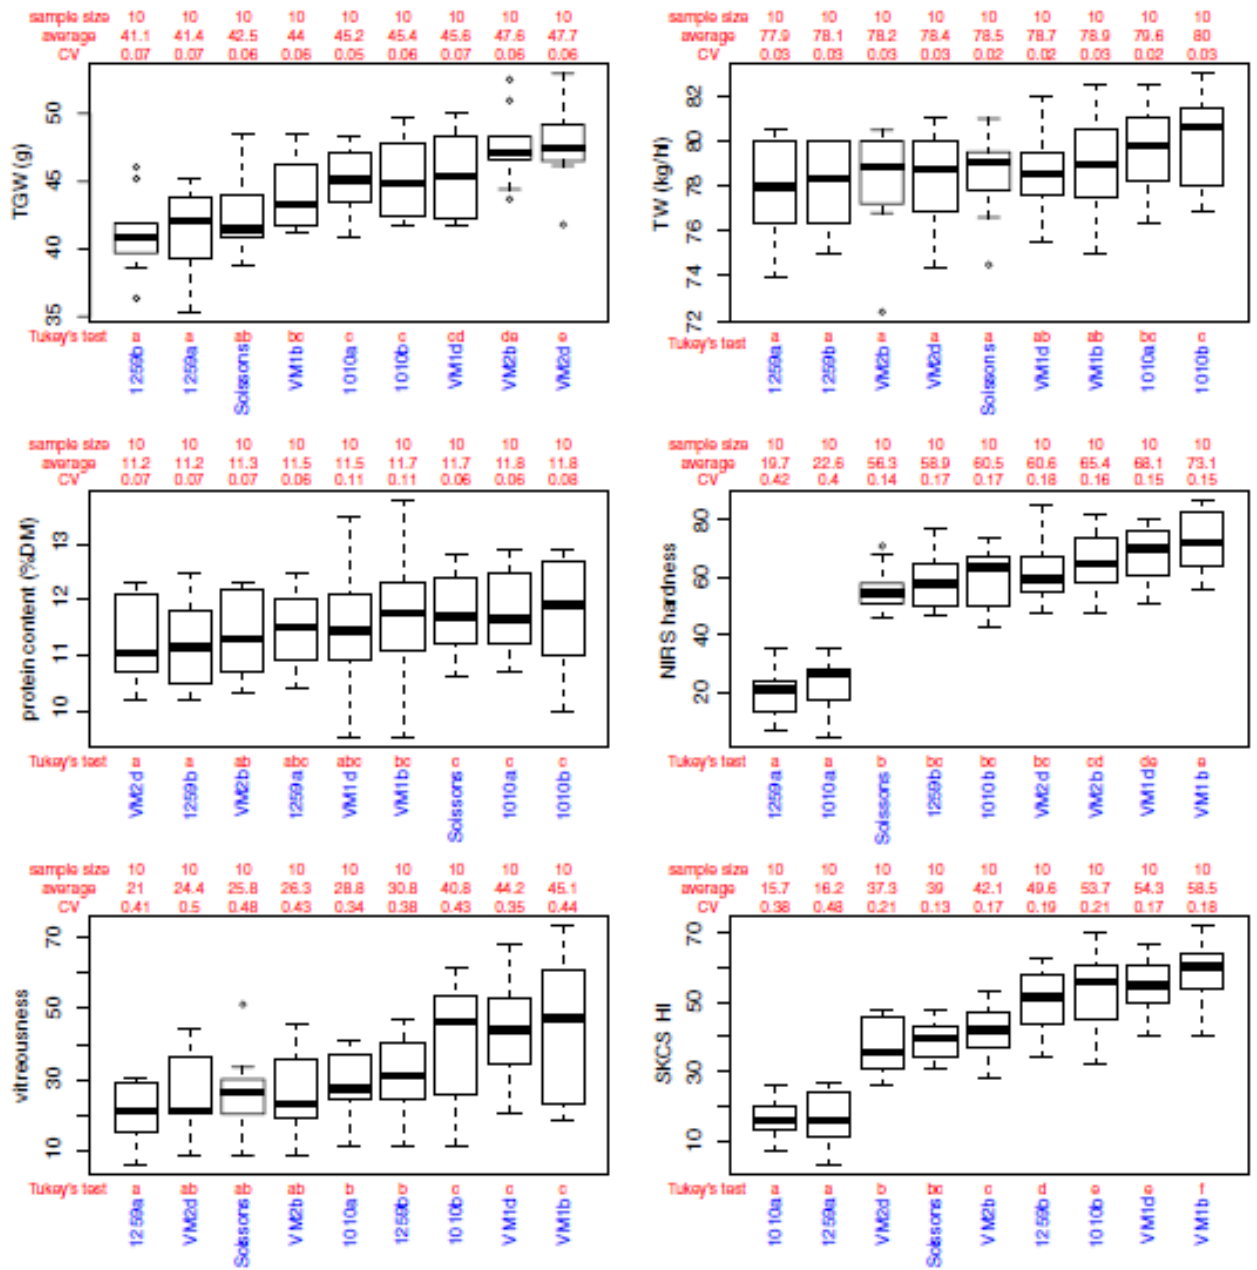 sample size 10 10 10 10 10 10 10 10 10
average 41.1 41.4 42.5 44 45.2 45.4 45.6 47.6 47.7
CV 0.07 0.07 0.06 0.06 0.05 0.06 0.07 0.06 0.06
TGW (g)
50
45
40
35
Tukey's test a a ab bc c c cd de e
1259b 1259a Soissons VM1b 1010a 1010b VM1d VM2b VM2d
sample size 10 10 10 10 10 10 10 10 10
average 77.9 78.1 78.2 78.4 78.5 78.7 78.9 79.6 80
CV 0.03 0.03 0.03 0.03 0.02 0.02 0.03 0.02 0.03
TW (kg/hl)
82
80
78
76
74
72
Tukey's test a a a a a ab ab bc c
1259a 1259b VM2b VM2d Soissons VM1d VM1b 1010a 1010b
sample size 10 10 10 10 10 10 10 10 10
average 11.2 11.2 11.3 11.5 11.5 11.7 11.7 11.8 11.8
CV 0.07 0.07 0.07 0.06 0.11 0.11 0.06 0.06 0.08
protein content (%DM)
13
12
11
10
Tukey's test a a ab abc abc bc c c c
VM2d 1259b VM2b 1259a VM1d VM1b Soissons 1010a 1010b
sample size 10 10 10 10 10 10 10 10 10
average 19.7 22.6 56.3 58.9 60.5 60.6 65.4 68.1 73.1
CV 0.42 0.4 0.14 0.17 0.17 0.18 0.16 0.15 0.15
NIRS hardness
80
60
40
20
Tukey's test a a b bc bc bc cd de e
1259a 1010a Soissons 1259b 1010b VM2d VM2b VM1d VM1b
sample size 10 10 10 10 10 10 10 10 10
average 21 24.4 25.8 26.3 28.8 30.8 40.8 44.2 45.1
CV 0.41 0.5 0.48 0.43 0.34 0.38 0.43 0.35 0.44
vitreousness
70
50
30
10
Tukey's test a ab ab ab b b c c c
1259a VM2d Soissons VM2b 1010a 1259b 1010b VM1d VM1b
sample size 10 10 10 10 10 10 10 10 10
average 15.7 16.2 37.3 39 42.1 49.6 53.7 54.3 58.5
CV 0.38 0.48 0.21 0.13 0.17 0.19 0.21 0.17 0.18
SKCS HI
70
50
30
10
Tukey's test a a b bc c d e e f
1010a 1259a VM2d Soissons VM2b 1259b 1010b VM1d VM1b